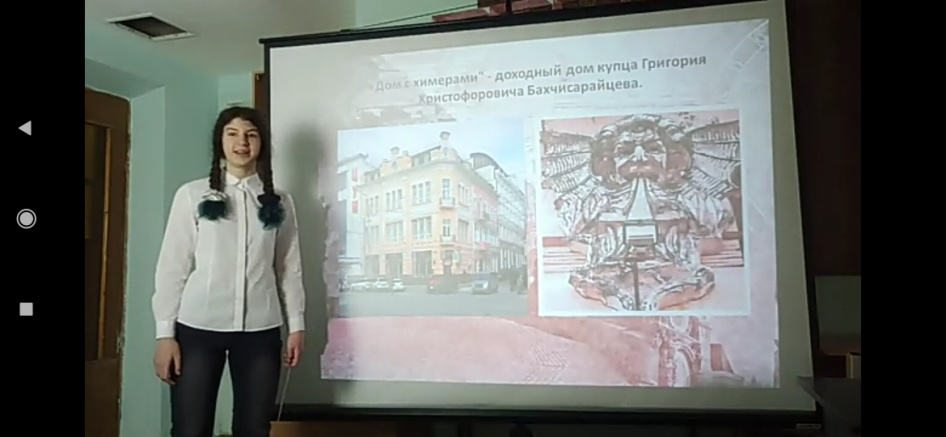 "Дом с химерами" - доходный дом купца Григория
Христофоровича Бахчисарайцева.